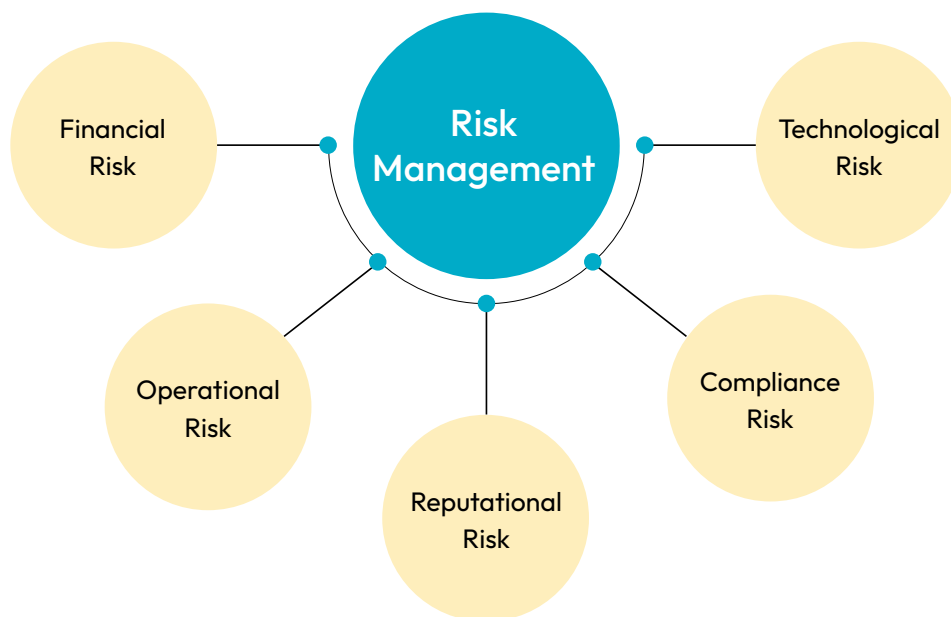 Risk
Management
Financial
Risk
Technological
Risk
Operational
Risk
Compliance
Risk
Reputational
Risk